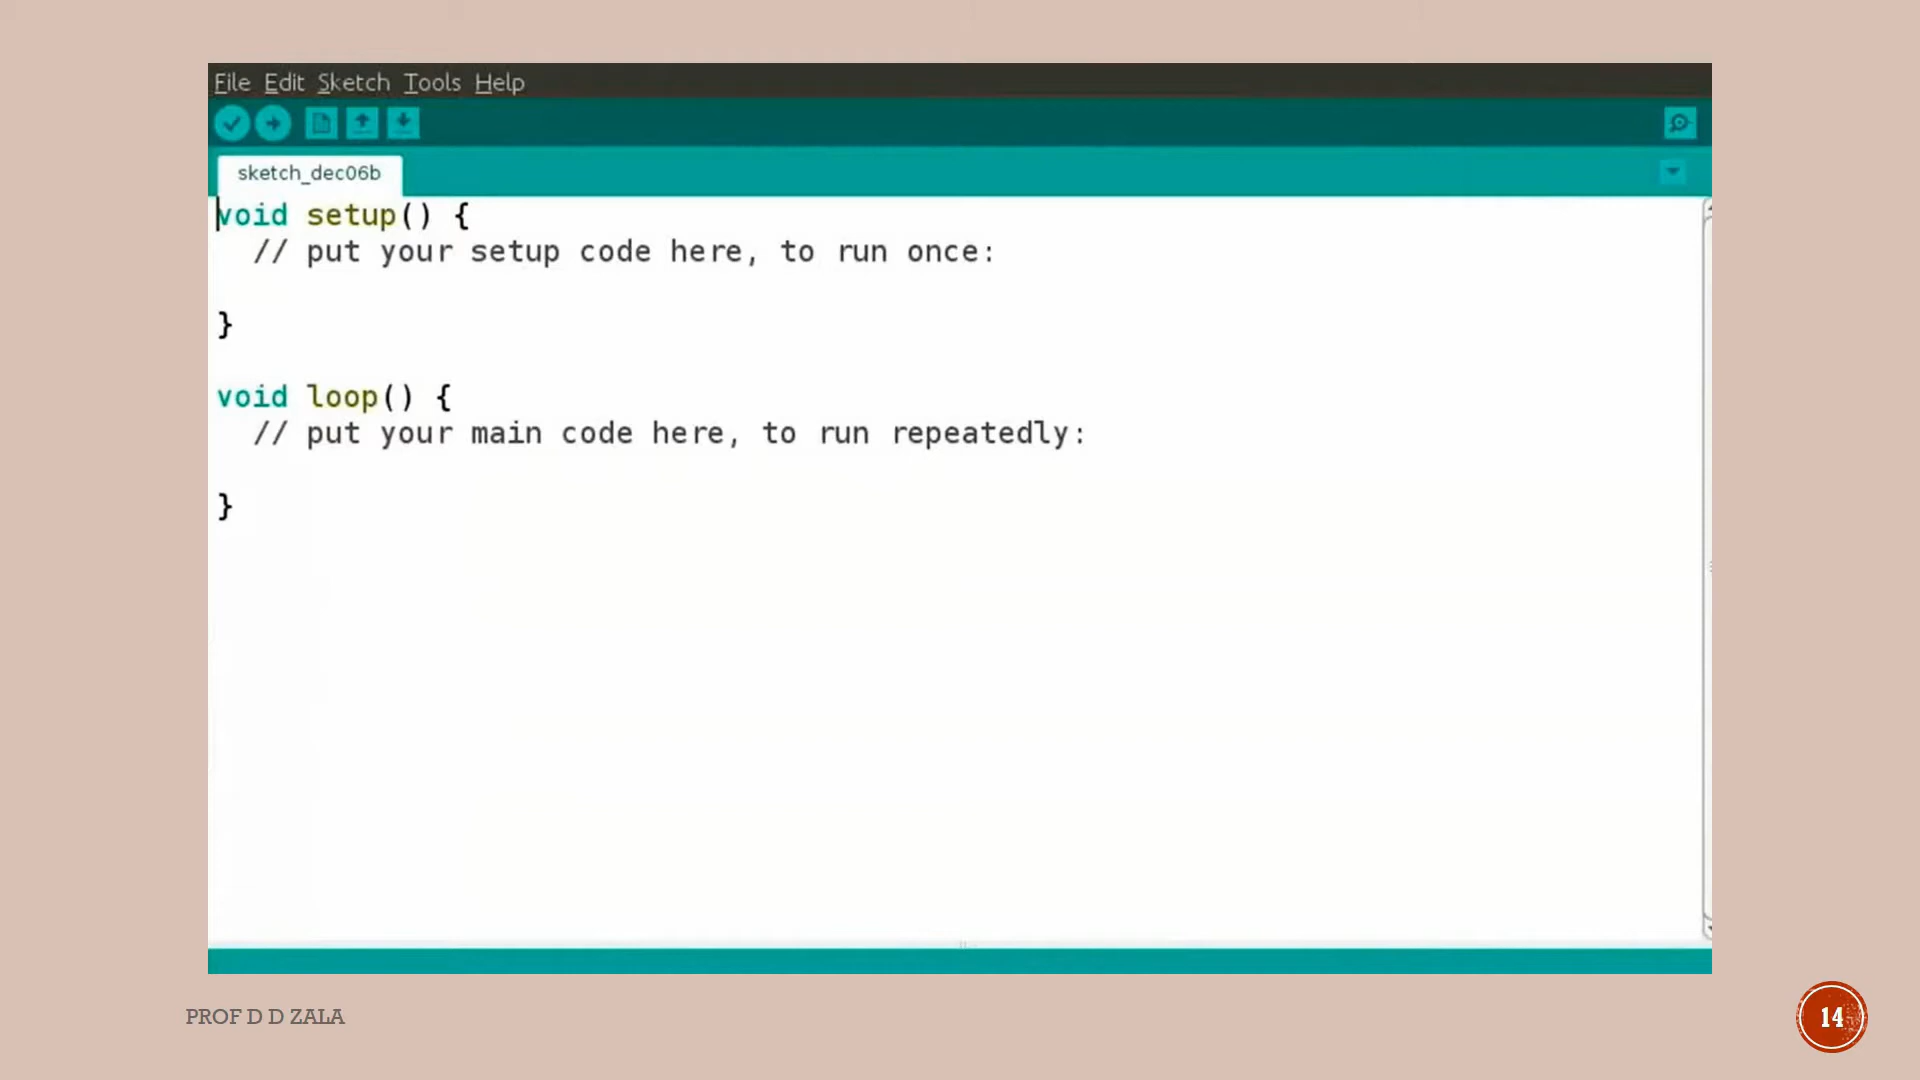 File Edit Sketch Tools Help
sketch_dec06b
void setup() {
  // put your setup code here, to run once:
}
void loop() {
  // put your main code here, to run repeatedly:
}
PROF D D ZALA
14